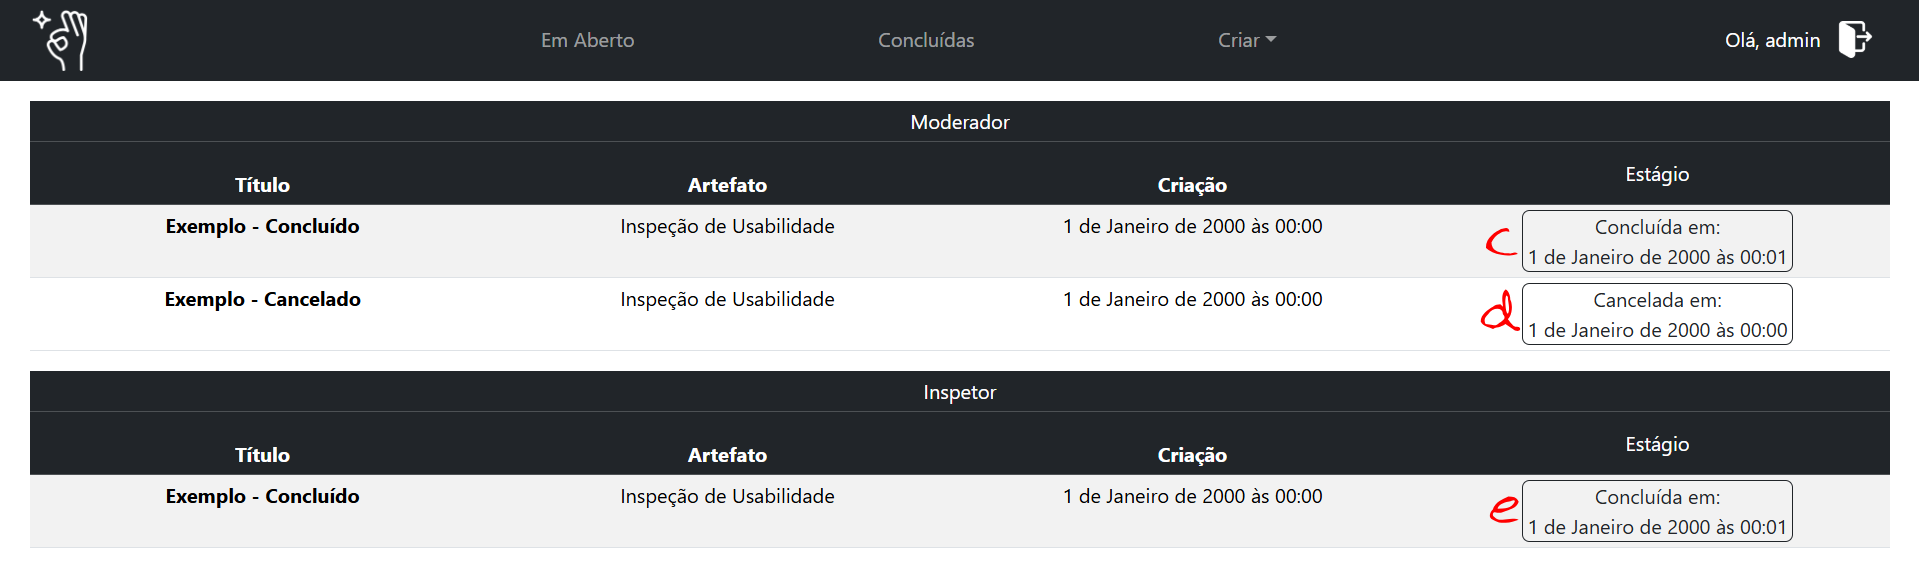 Em Aberto Concluídas Criar Olá, admin
Moderador
Título Artefato Criação Estágio
Exemplo - Concluído Inspeção de Usabilidade 1 de Janeiro de 2000 às 00:00 c Concluída em:
1 de Janeiro de 2000 às 00:01
Exemplo - Cancelado Inspeção de Usabilidade 1 de Janeiro de 2000 às 00:00 d Cancelada em:
1 de Janeiro de 2000 às 00:00
Inspetor
Título Artefato Criação Estágio
Exemplo - Concluído Inspeção de Usabilidade 1 de Janeiro de 2000 às 00:00 e Concluída em:
1 de Janeiro de 2000 às 00:01